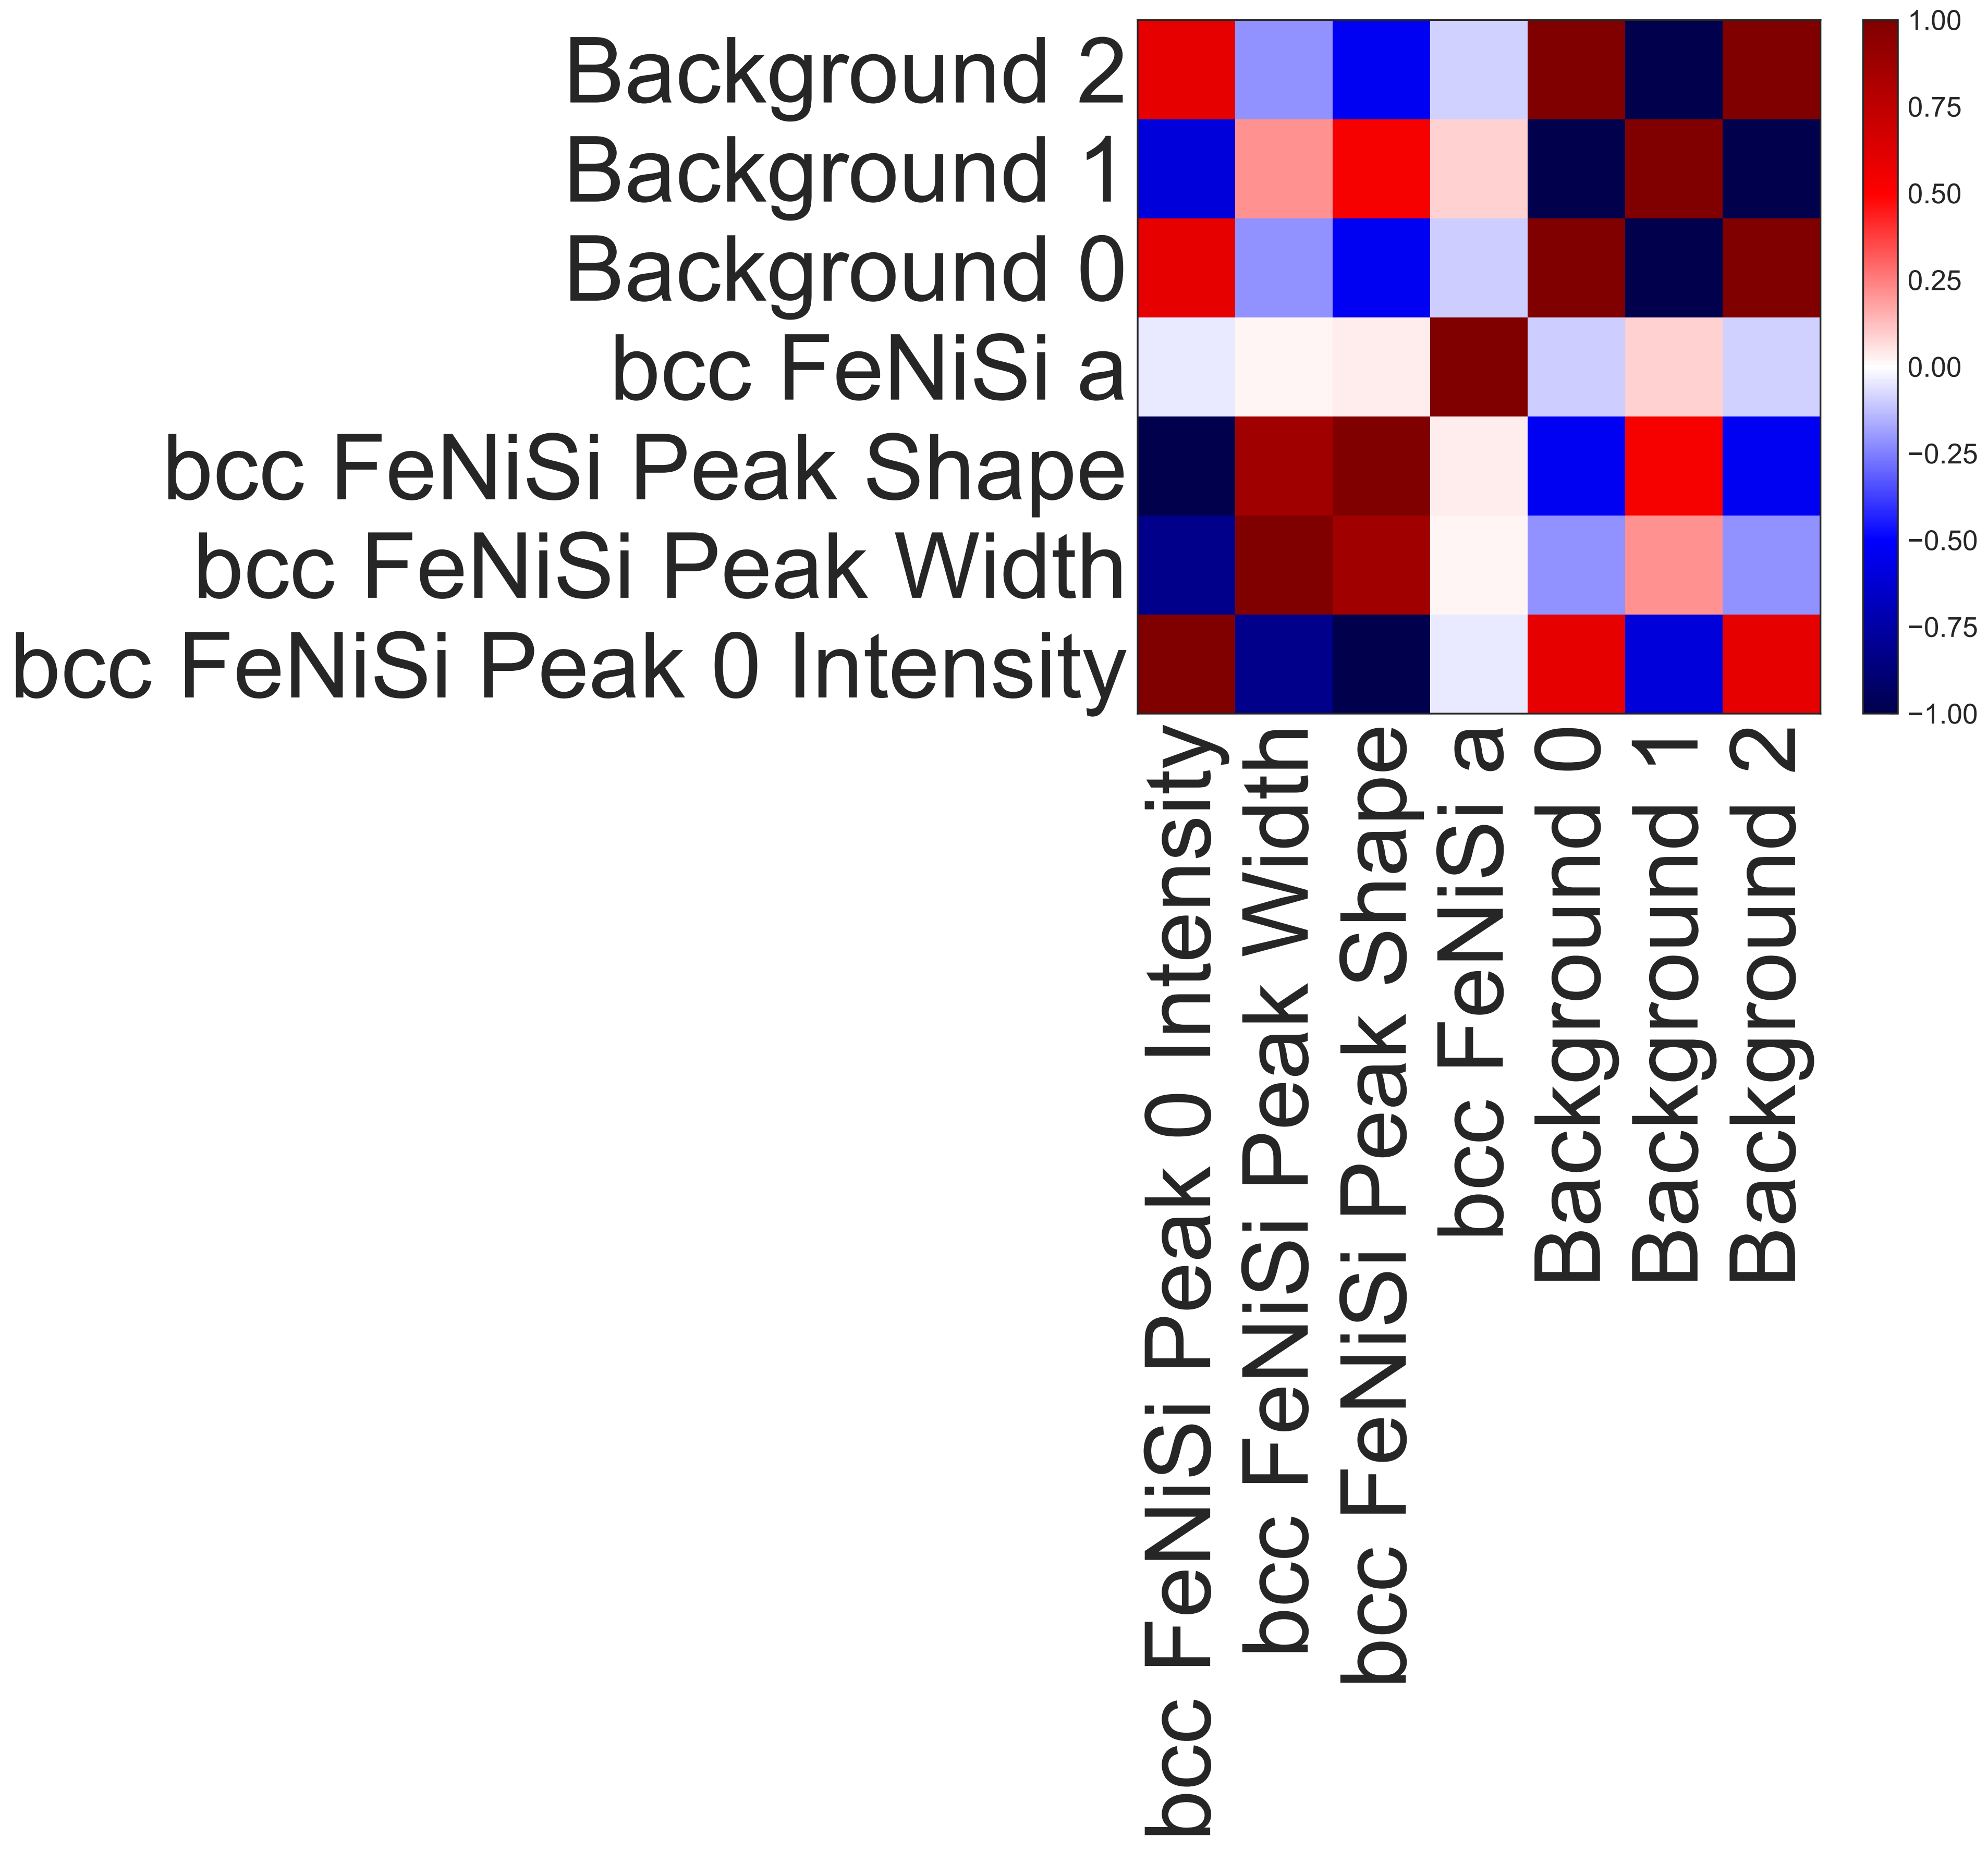 Background 2
Background 1
Background 0
bcc FeNiSi a
bcc FeNiSi Peak Shape
bcc FeNiSi Peak Width
bcc FeNiSi Peak 0 Intensity
bcc FeNiSi Peak 0 Intensity
bcc FeNiSi Peak Width
bcc FeNiSi Peak Shape
bcc FeNiSi a
Background 0
Background 1
Background 2
1.00
0.75
0.50
0.25
0.00
−0.25
−0.50
−0.75
−1.00